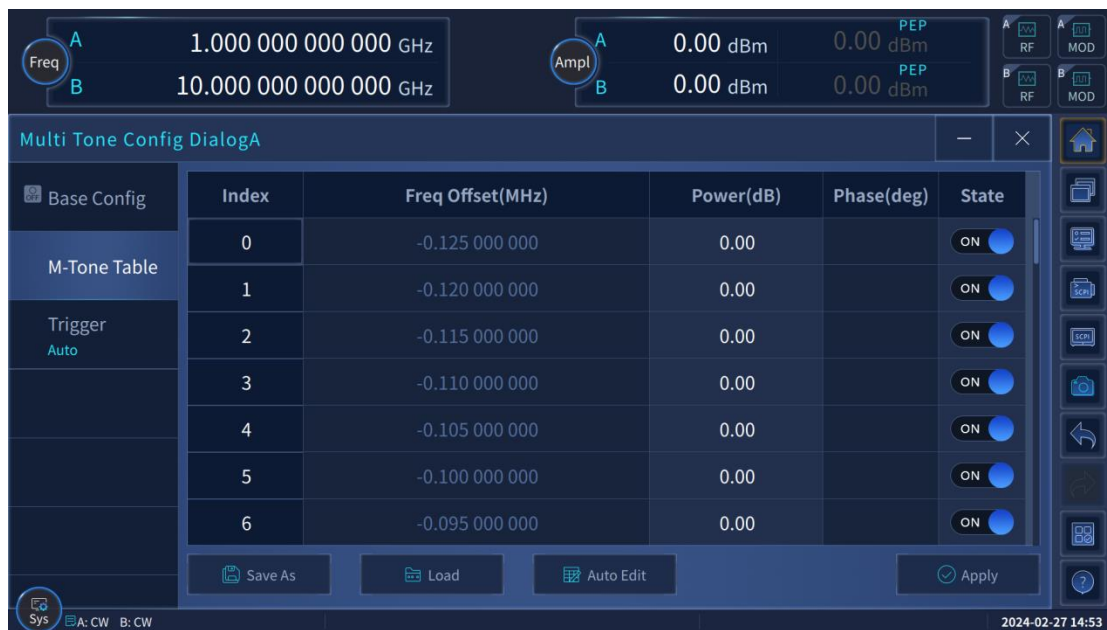 Freq
A 1.000 000 000 000 GHz
B 10.000 000 000 000 GHz
Ampl
A 0.00 dBm PEP 0.00 dBm
B 0.00 dBm PEP 0.00 dBm
A RF
A MOD
B RF
B MOD
Multi Tone Config DialogA
OFF Base Config
M-Tone Table
Trigger
Auto
Index Freq Offset(MHz) Power(dB) Phase(deg) State
0 -0.125 000 000 0.00 ON
1 -0.120 000 000 0.00 ON
2 -0.115 000 000 0.00 ON
3 -0.110 000 000 0.00 ON
4 -0.105 000 000 0.00 ON
5 -0.100 000 000 0.00 ON
6 -0.095 000 000 0.00 ON
Save As Load Auto Edit Apply
SCPI
SCPI
?
Sys
A: CW B: CW
2024-02-27 14:53